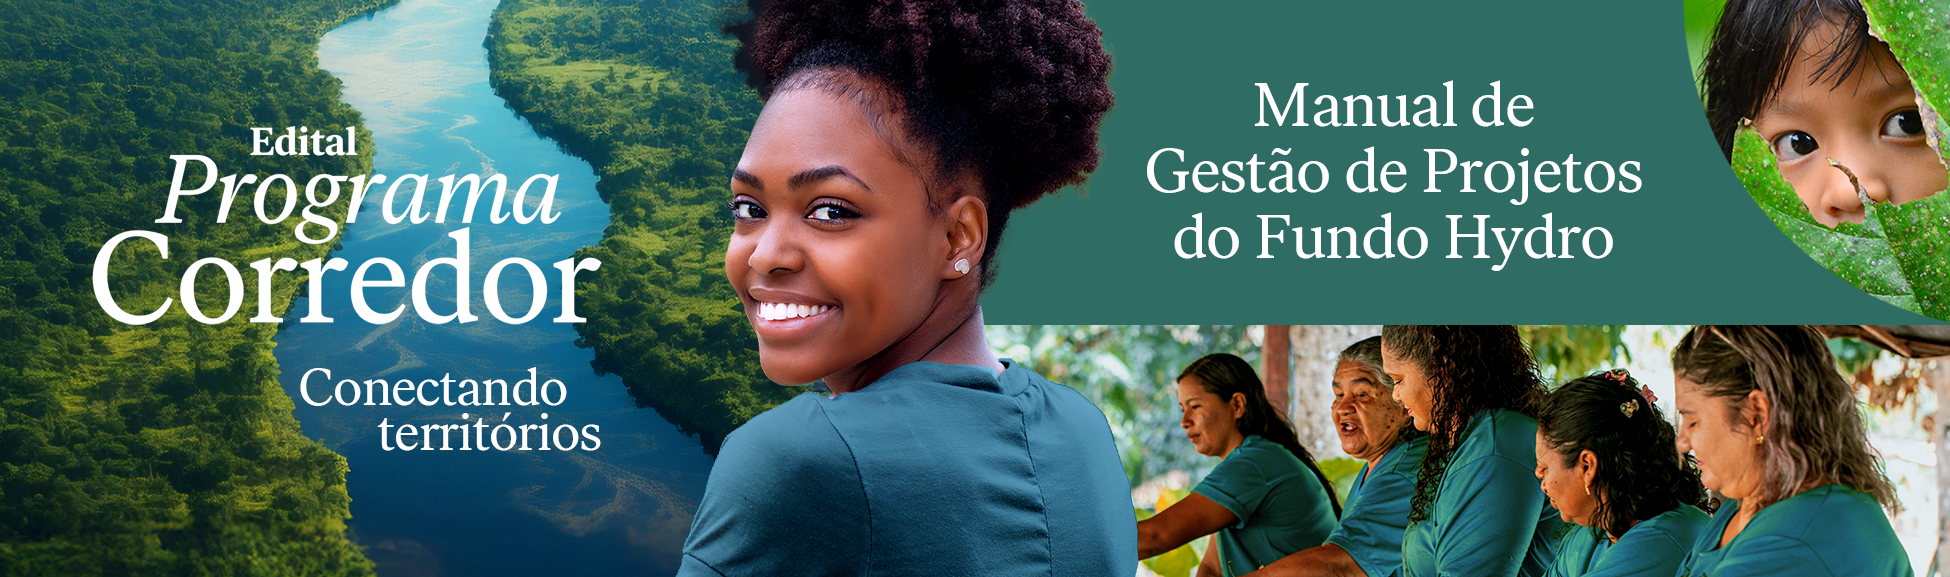 Edital
Programa
Corredor
Conectando
territórios
Manual de
Gestão de Projetos
do Fundo Hydro